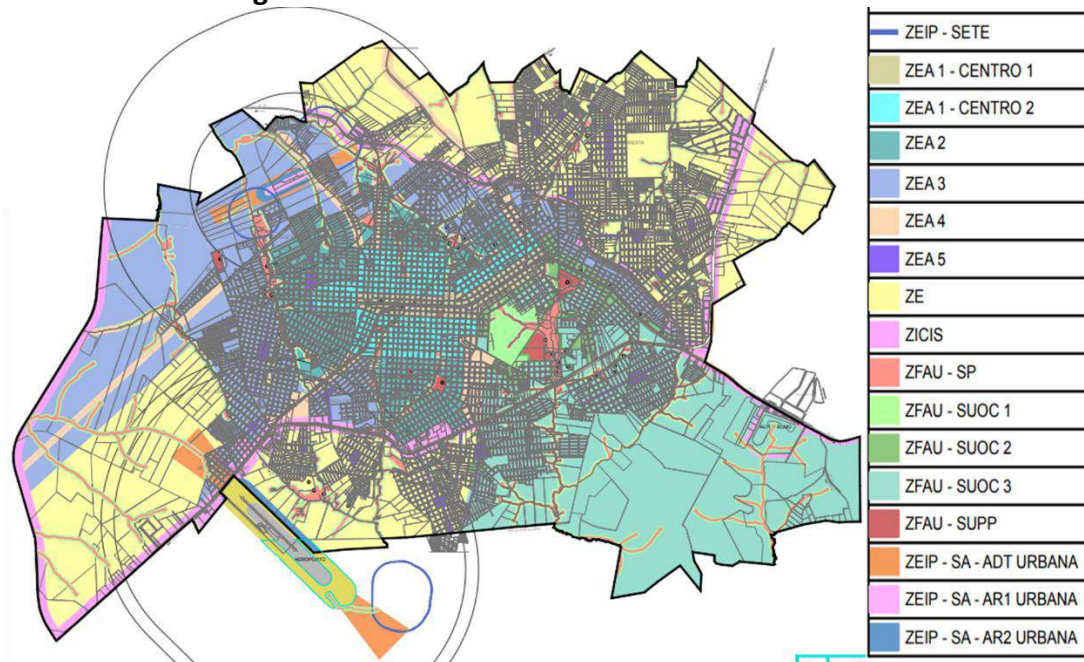 g
ZEIP - SETE
ZEA 1 - CENTRO 1
ZEA 1 - CENTRO 2
ZEA 2
ZEA 3
ZEA 4
ZEA 5
ZE
ZICIS
ZFAU - SP
ZFAU - SUOC 1
ZFAU - SUOC 2
ZFAU - SUOC 3
ZFAU - SUPP
ZEIP - SA - ADT URBANA
ZEIP - SA - AR1 URBANA
ZEIP - SA - AR2 URBANA
AEROPORTO